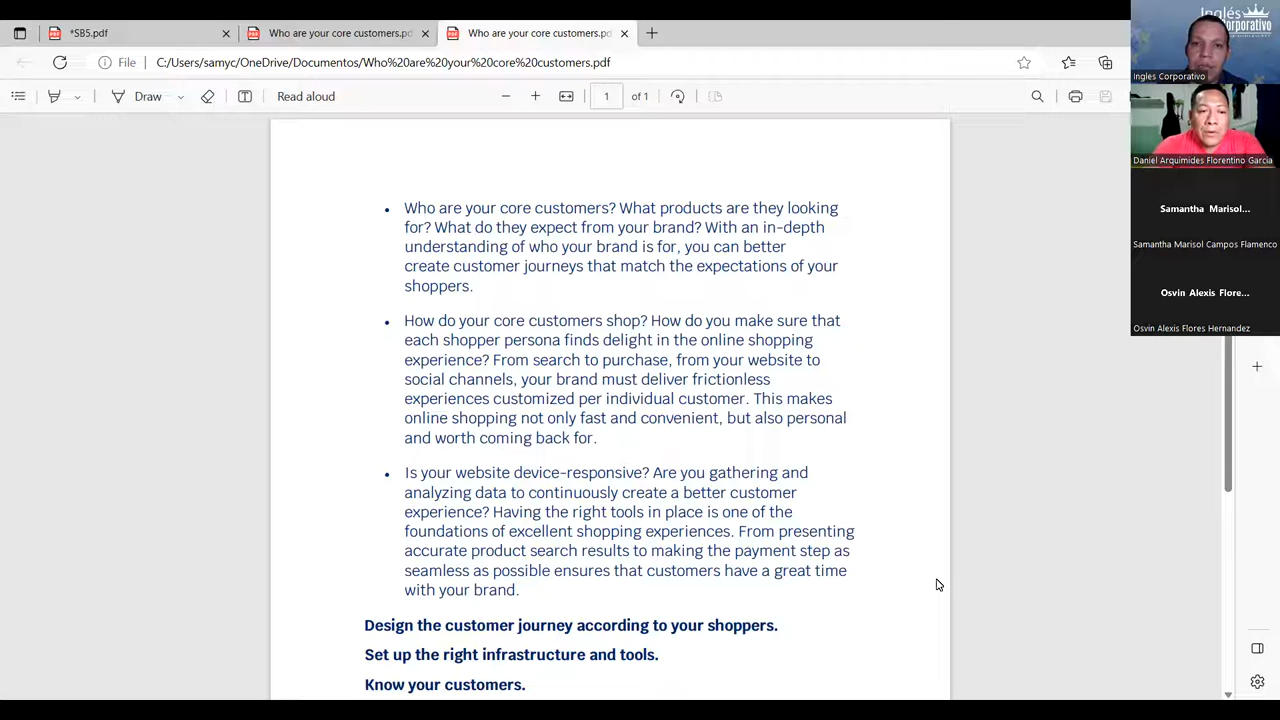 *SB5.pdf
Who are your core customers.pd
Who are your core customers.pd
File
C:/Users/samyc/OneDrive/Documentos/Who%20are%20your%20core%20customers.pdf
Draw
Read aloud
1
of 1
Who are your core customers? What products are they looking
for? What do they expect from your brand? With an in-depth
understanding of who your brand is for, you can better
create customer journeys that match the expectations of your
shoppers.
How do your core customers shop? How do you make sure that
each shopper persona finds delight in the online shopping
experience? From search to purchase, from your website to
social channels, your brand must deliver frictionless
experiences customized per individual customer. This makes
online shopping not only fast and convenient, but also personal
and worth coming back for.
Is your website device-responsive? Are you gathering and
analyzing data to continuously create a better customer
experience? Having the right tools in place is one of the
foundations of excellent shopping experiences. From presenting
accurate product search results to making the payment step as
seamless as possible ensures that customers have a great time
with your brand.
Design the customer journey according to your shoppers.
Set up the right infrastructure and tools.
Know your customers.
Inglés
Corporativo
Ingles Corporativo
Daniel Arquimides Florentino Garcia
Samantha Marisol...
Samantha Marisol Campos Flamenco
Osvin Alexis Flore...
Osvin Alexis Flores Hernandez